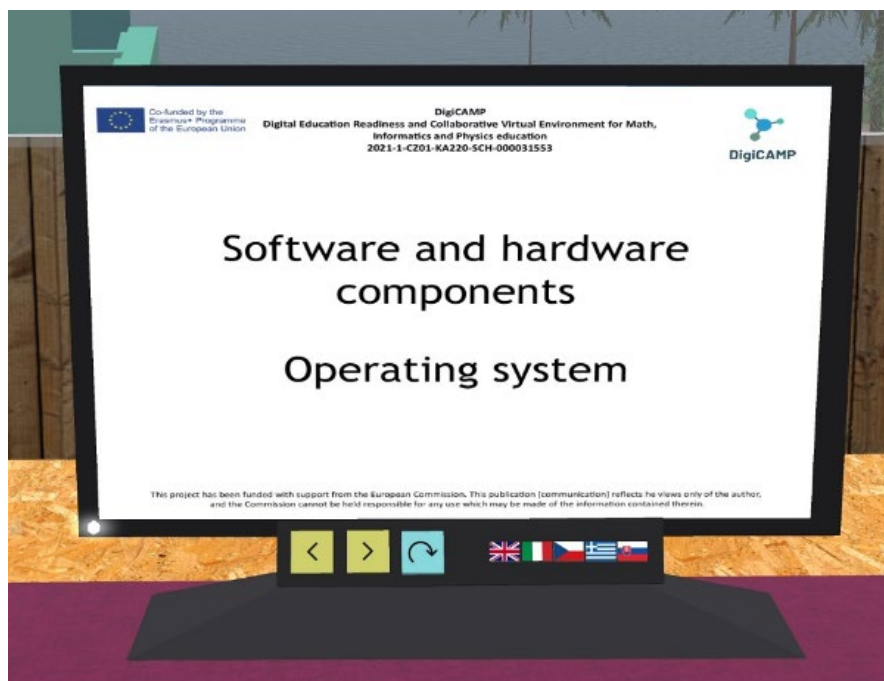 Co-funded by the
Erasmus+ Programme
of the European Union
DigiCAMP
Digital Education Readiness and Collaborative Virtual Environment for Math,
Informatics and Physics education
2021-1-CZ01-KA220-SCH-000031553
DigiCAMP
Software and hardware
components
Operating system
This project has been funded with support from the European Commission. This publication [communication] reflects he views only of the author,
and the Commission cannot be held responsible for any use which may be made of the information contained therein.